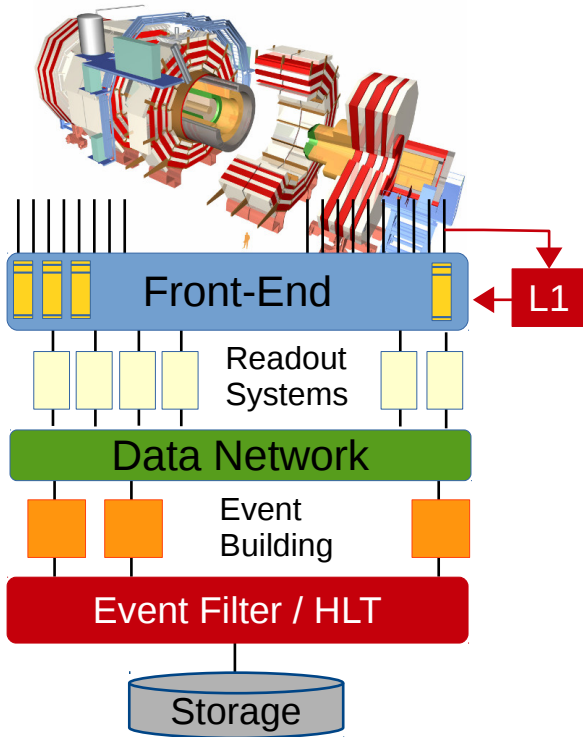 Front-End
L1
Readout
Systems
Data Network
Event
Building
Event Filter / HLT
Storage